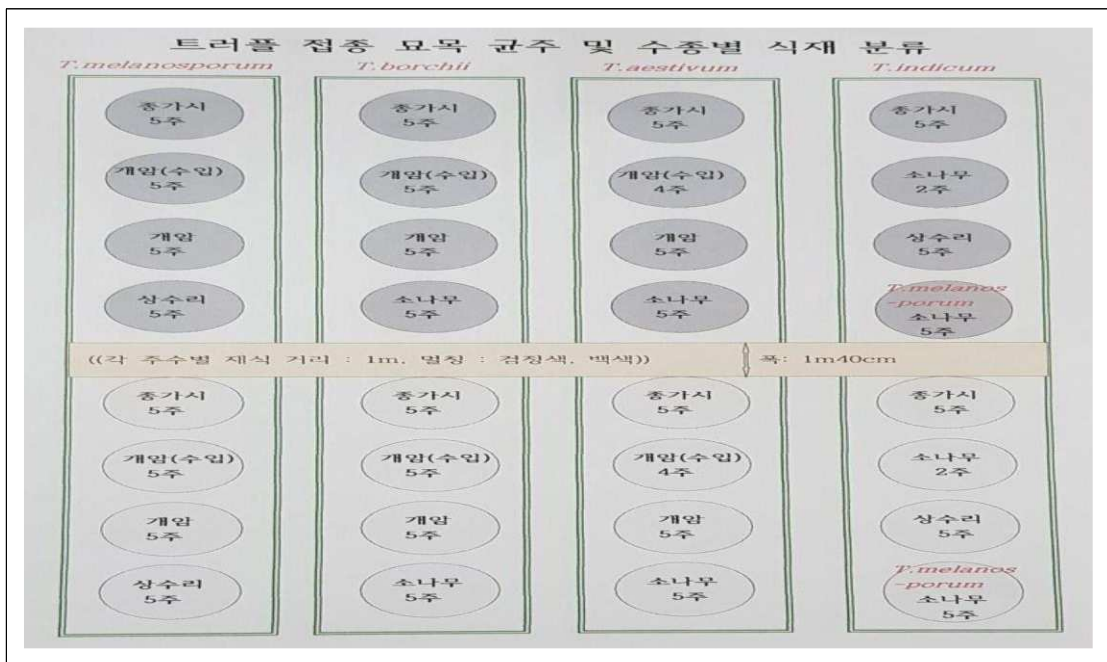 트러플 접종 묘목 균주 및 수종별 식재 분류
T.melanosporum T.borchii T.aestivum T.indicum
종가시 종가시 종가시 종가시
5주 5주 5주 5주
개암(수입) 개암(수입) 개암(수입) 소나무
5주 5주 4주 2주
개암 개암 개암 상수리
5주 5주 5주 5주
상수리 소나무 소나무 T.melanos
-porum
소나무
5주 5주 5주 5주
((각 주수별 재식 거리 : 1m, 멀칭 : 검정색, 백색)) 폭: 1m40cm
종가시 종가시 종가시 종가시
5주 5주 5주 5주
개암(수입) 개암(수입) 개암(수입) 소나무
5주 5주 4주 2주
개암 개암 개암 상수리
5주 5주 5주 5주
상수리 소나무 소나무 T.melanos
-porum
소나무
5주 5주 5주 5주